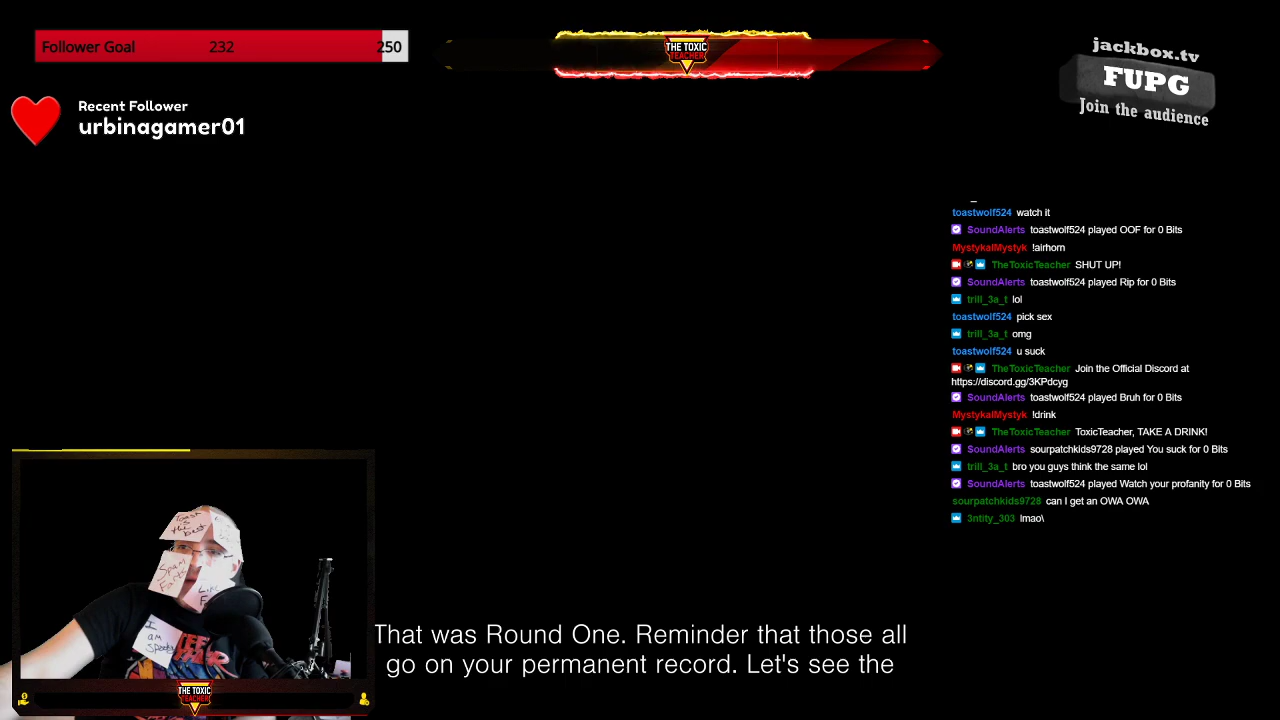 Follower Goal 232 250
THE TOXIC
TEACHER
jackbox.tv
FUPG
Join the audience
Recent Follower
urbinagamer01
toastwolf524 watch it
SoundAlerts toastwolf524 played OOF for 0 Bits
MystykalMystyk !airhorn
TheToxicTeacher SHUT UP!
SoundAlerts toastwolf524 played Rip for 0 Bits
trill_3a_t lol
toastwolf524 pick sex
trill_3a_t omg
toastwolf524 u suck
TheToxicTeacher Join the Official Discord at
https://discord.gg/3KPdcyg
SoundAlerts toastwolf524 played Bruh for 0 Bits
MystykalMystyk !drink
TheToxicTeacher ToxicTeacher, TAKE A DRINK!
SoundAlerts sourpatchkids9728 played You suck for 0 Bits
trill_3a_t bro you guys think the same lol
SoundAlerts toastwolf524 played Watch your profanity for 0 Bits
sourpatchkids9728 can I get an OWA OWA
3ntity_303 lmao\
the
best
Spam
I
am
That was Round One. Reminder that those all
go on your permanent record. Let's see the
THE TOXIC
TEACHER